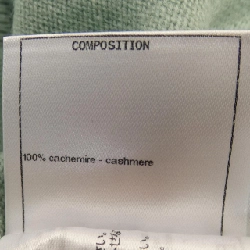 COMPOSITION
100% cachemire - cashmere